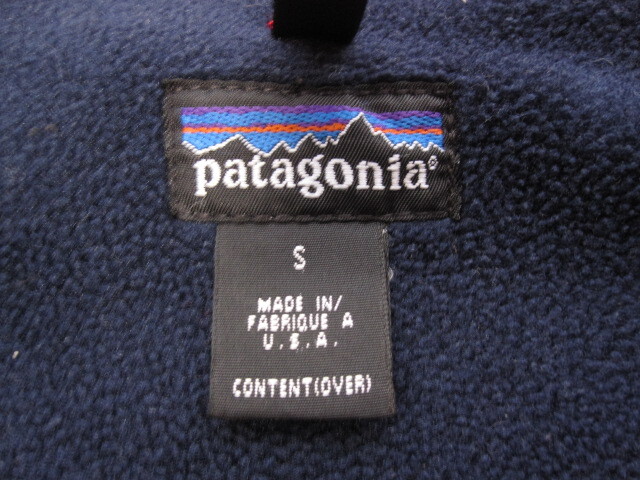 patagonia®
S
MADE IN/
FABRIQUE A
U.S.A.
CONTENT(OVER)